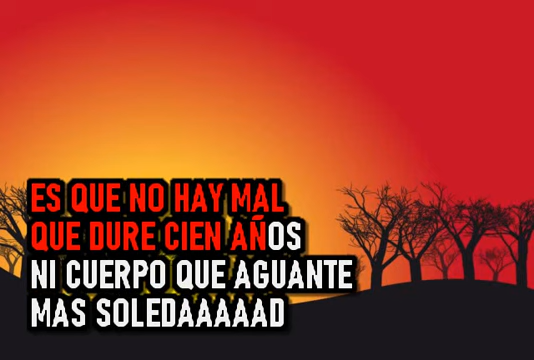 ES QUE NO HAY MAL
QUE DURE CIEN AÑOS
NI CUERPO QUE AGUANTE
MAS SOLEDAAAAAD